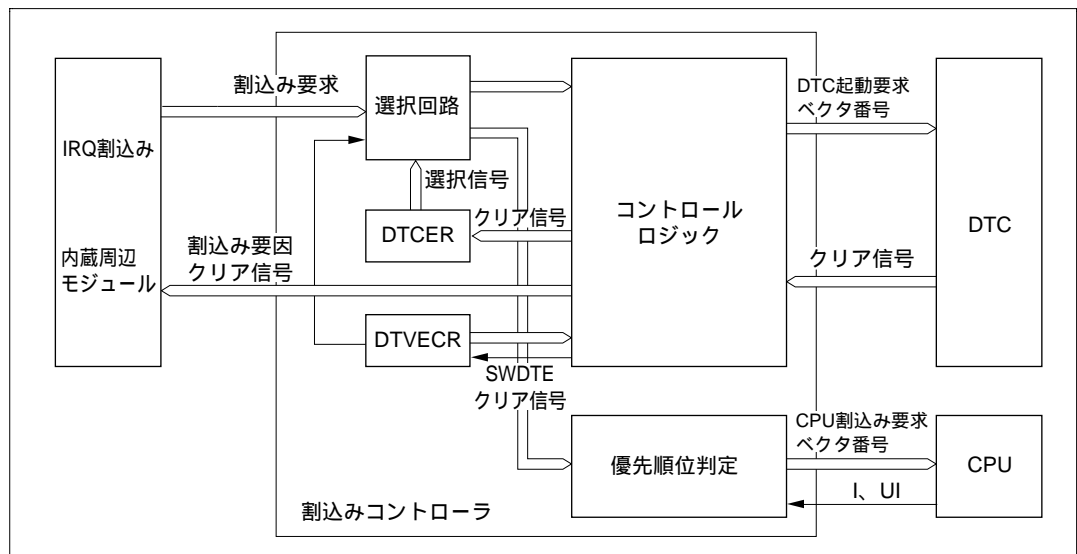 割込み要求
選択回路
DTC起動要求
ベクタ番号
IRQ割込み
選択信号
DTCER
クリア信号
コントロール
ロジック
DTC
内蔵周辺
モジュール
割込み要因
クリア信号
クリア信号
DTVECR
SWDTE
クリア信号
CPU割込み要求
ベクタ番号
優先順位判定
CPU
I、UI
割込みコントローラ